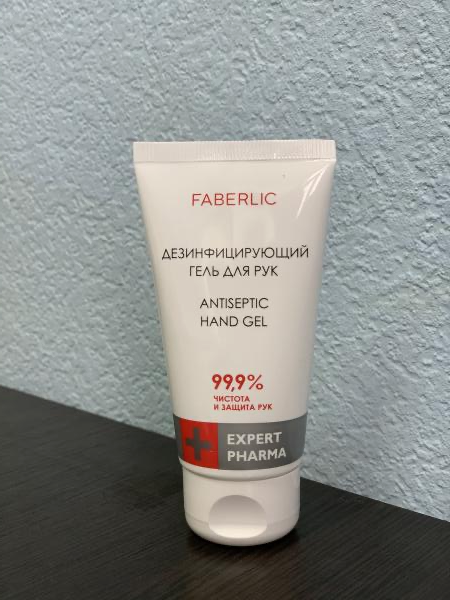 FABERLIC
ДЕЗИНФИЦИРУЮЩИЙ
ГЕЛЬ ДЛЯ РУК
ANTISEPTIC
HAND GEL
99,9%
ЧИСТОТА
И ЗАЩИТА РУК
EXPERT
PHARMA